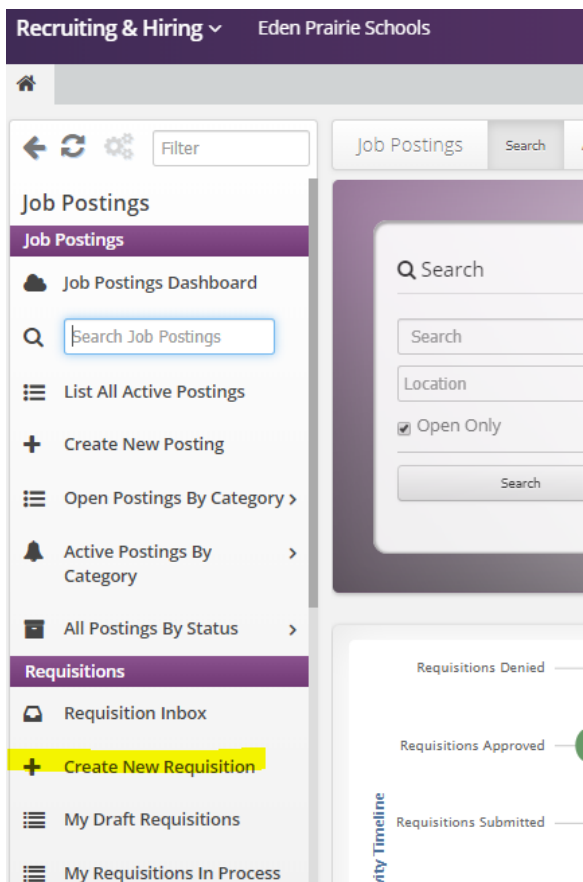 Recruiting & Hiring
Eden Prairie Schools
Filter
Job Postings
Job Postings
Job Postings Dashboard
Search Job Postings
List All Active Postings
Create New Posting
Open Postings By Category
Active Postings By
Category
All Postings By Status
Requisitions
Requisition Inbox
Create New Requisition
My Draft Requisitions
My Requisitions In Process
Job Postings
Search
Search
Search
Location
Open Only
Search
Requisitions Denied
Requisitions Approved
Requisitions Submitted
Timeline